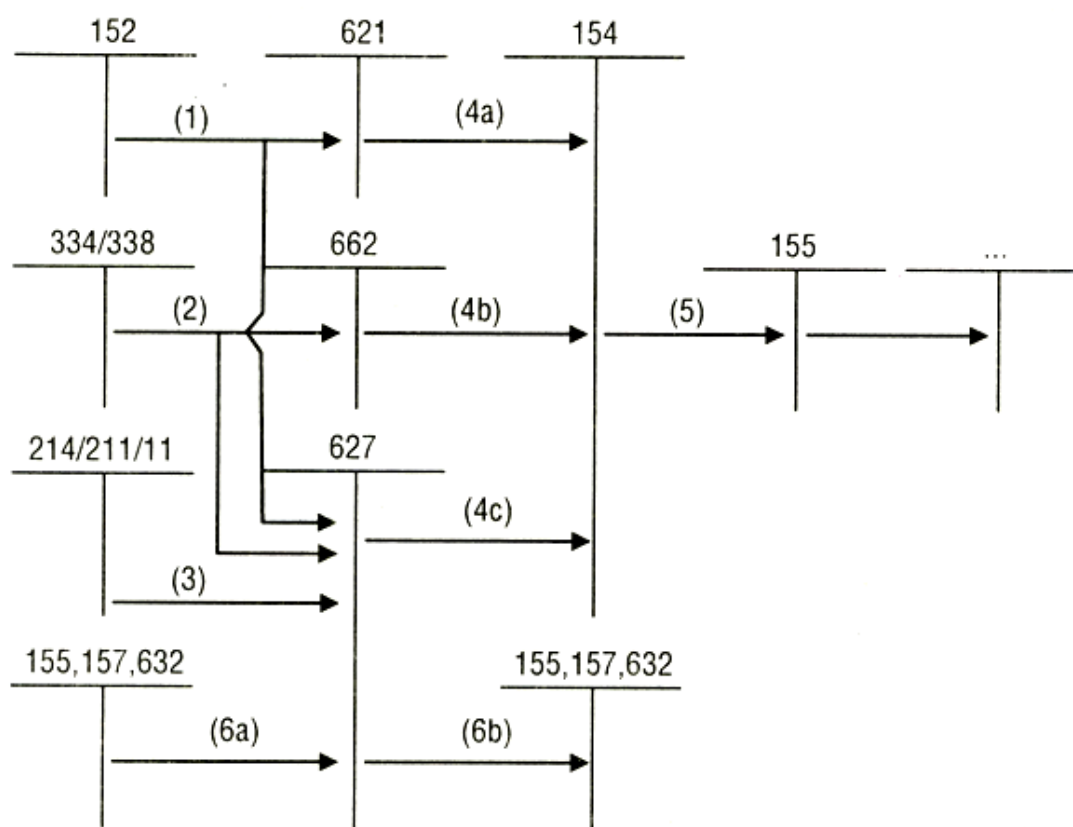 152 621 154
(1) (4a)
334/338 662 155 ...
(2) (4b) (5)
214/211/11 627
(4c)
(3)
155,157,632 155,157,632
(6a) (6b)